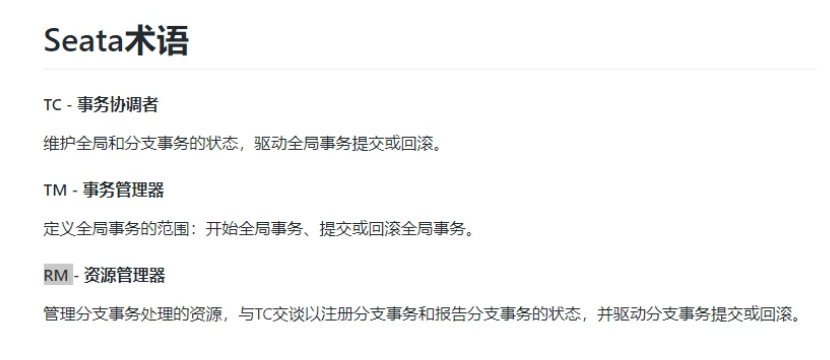 Seata术语
TC - 事务协调者
维护全局和分支事务的状态，驱动全局事务提交或回滚。
TM - 事务管理器
定义全局事务的范围：开始全局事务、提交或回滚全局事务。
RM - 资源管理器
管理分支事务处理的资源，与TC交谈以注册分支事务和报告分支事务的状态，并驱动分支事务提交或回滚。